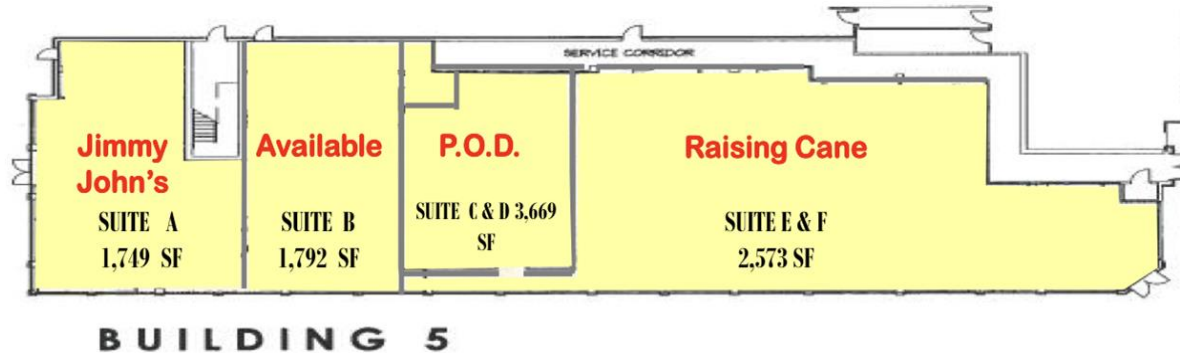 SERVICE CORRIDOR
Jimmy
John's
SUITE A
1,749 SF
Available
SUITE B
1,792 SF
P.O.D.
SUITE C & D 3,669
SF
Raising Cane
SUITE E & F
2,573 SF
BUILDING 5